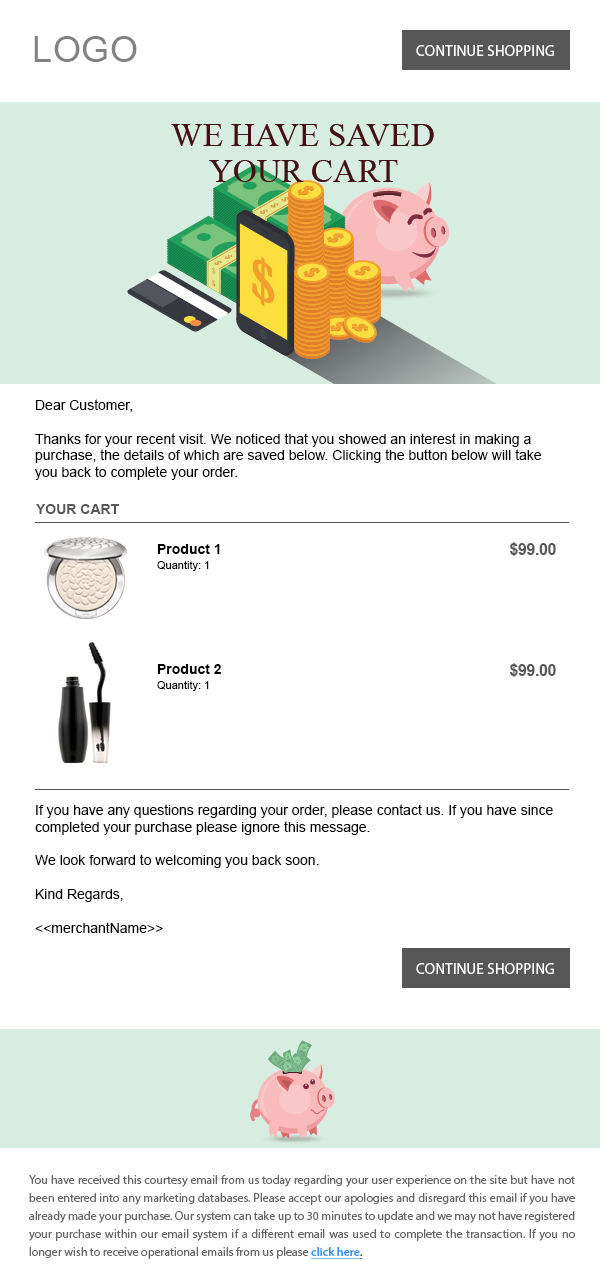 LOGO
CONTINUE SHOPPING
WE HAVE SAVED
YOUR CART
$
Dear Customer,
Thanks for your recent visit. We noticed that you showed an interest in making a
purchase, the details of which are saved below. Clicking the button below will take
you back to complete your order.
YOUR CART
Product 1
$99.00
Quantity: 1
Product 2
$99.00
Quantity: 1
If you have any questions regarding your order, please contact us. If you have since
completed your purchase please ignore this message.
We look forward to welcoming you back soon.
Kind Regards,
<<merchantName>>
CONTINUE SHOPPING
You have received this courtesy email from us today regarding your user experience on the site but have not
been entered into any marketing databases. Please accept our apologies and disregard this email if you have
already made your purchase. Our system can take up to 30 minutes to update and we may not have registered
your purchase within our email system if a different email was used to complete the transaction. If you no
longer wish to receive operational emails from us please click here.